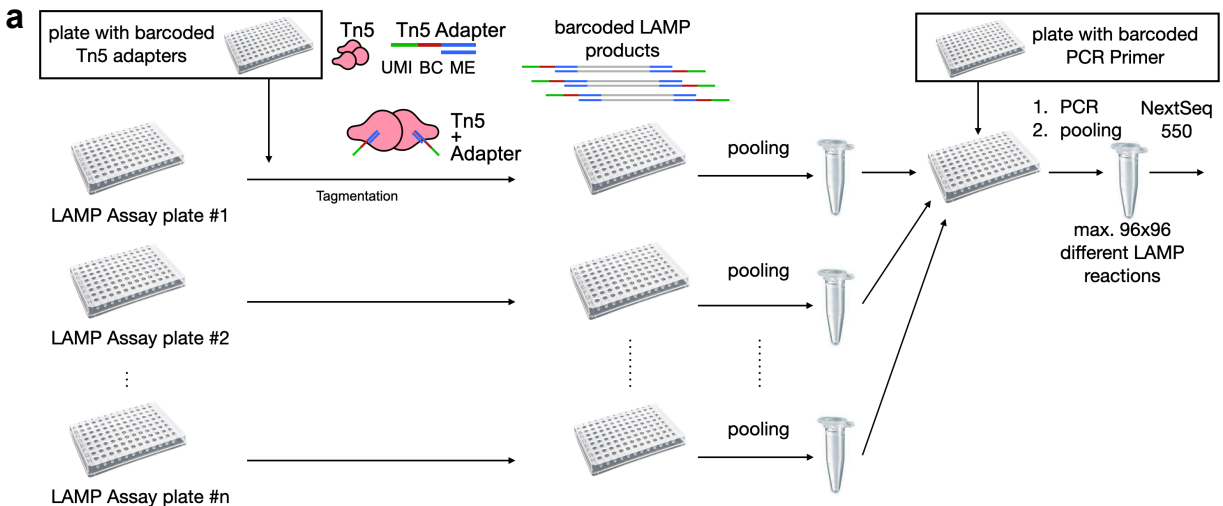 a
plate with barcoded
Tn5 adapters
Tn5
Tn5 Adapter
UMI BC ME
Tn5
+
Adapter
barcoded LAMP
products
plate with barcoded
PCR Primer
1. PCR
2. pooling
NextSeq
550
Tagmentation
pooling
LAMP Assay plate #1
max. 96x96
different LAMP
reactions
pooling
LAMP Assay plate #2
pooling
LAMP Assay plate #n